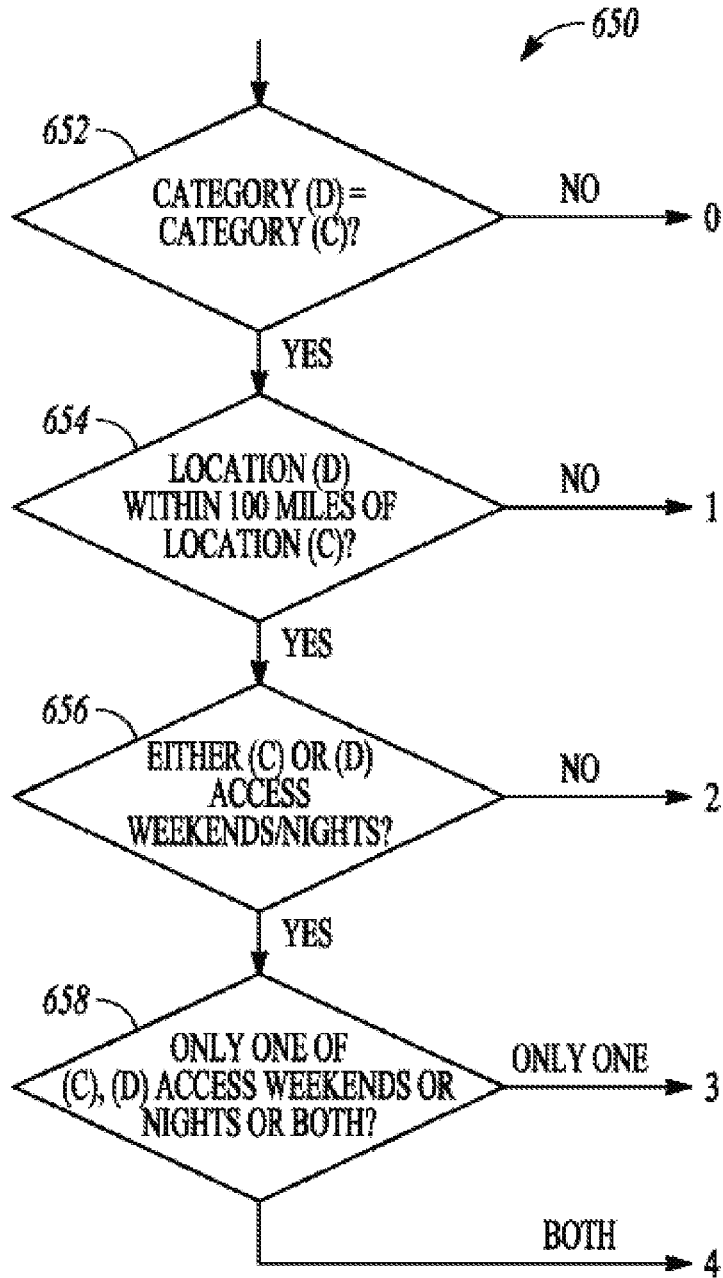 650
652
CATEGORY (D) =
CATEGORY (C)?
NO
0
YES
654
LOCATION (D)
WITHIN 100 MILES OF
LOCATION (C)?
NO
1
YES
656
EITHER (C) OR (D)
ACCESS
WEEKENDS/NIGHTS?
NO
2
YES
658
ONLY ONE OF
(C), (D) ACCESS WEEKENDS OR
NIGHTS OR BOTH?
ONLY ONE
3
BOTH
4